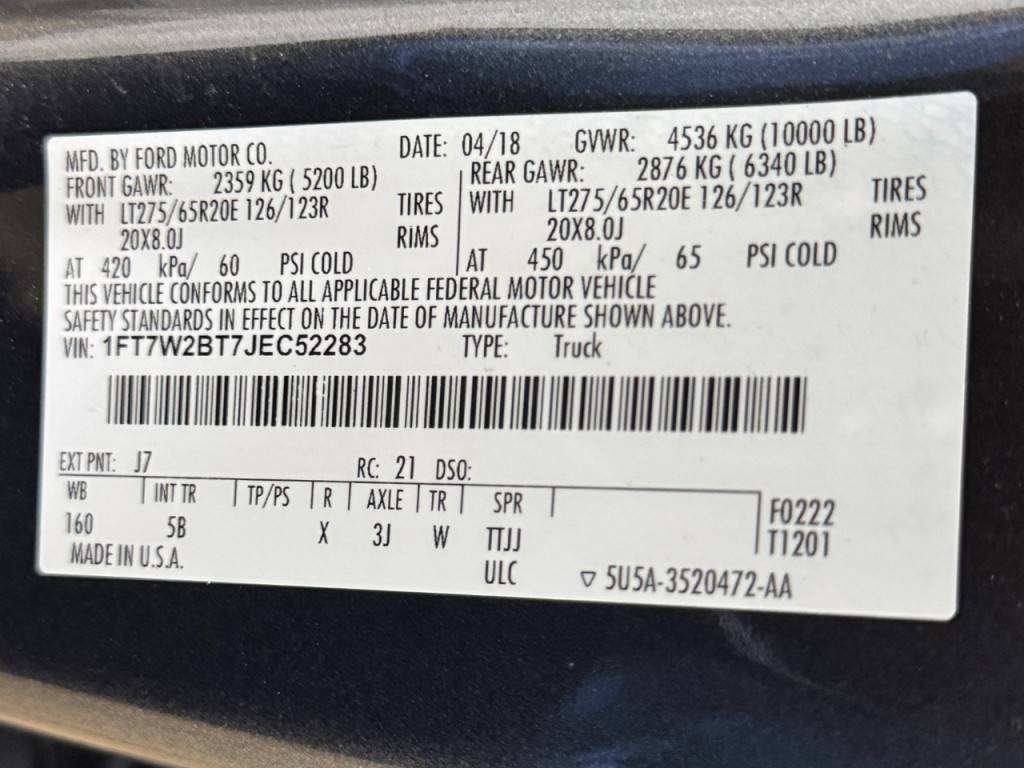 MFD. BY FORD MOTOR CO. DATE: 04/18 GVWR: 4536 KG (10000 LB)
FRONT GAWR: 2359 KG ( 5200 LB) REAR GAWR: 2876 KG ( 6340 LB)
WITH LT275/65R20E 126/123R TIRES WITH LT275/65R20E 126/123R TIRES
20X8.0J RIMS 20X8.0J RIMS
AT 420 kPa/ 60 PSI COLD AT 450 kPa/ 65 PSI COLD
THIS VEHICLE CONFORMS TO ALL APPLICABLE FEDERAL MOTOR VEHICLE
SAFETY STANDARDS IN EFFECT ON THE DATE OF MANUFACTURE SHOWN ABOVE.
VIN: 1FT7W2BT7JEC52283 TYPE: Truck
EXT PNT: J7 RC: 21 DSO:
WB INT TR TP/PS R AXLE TR SPR F0222
160 5B X 3J W TTJJ T1201
MADE IN U.S.A. ULC ▽ 5U5A-3520472-AA